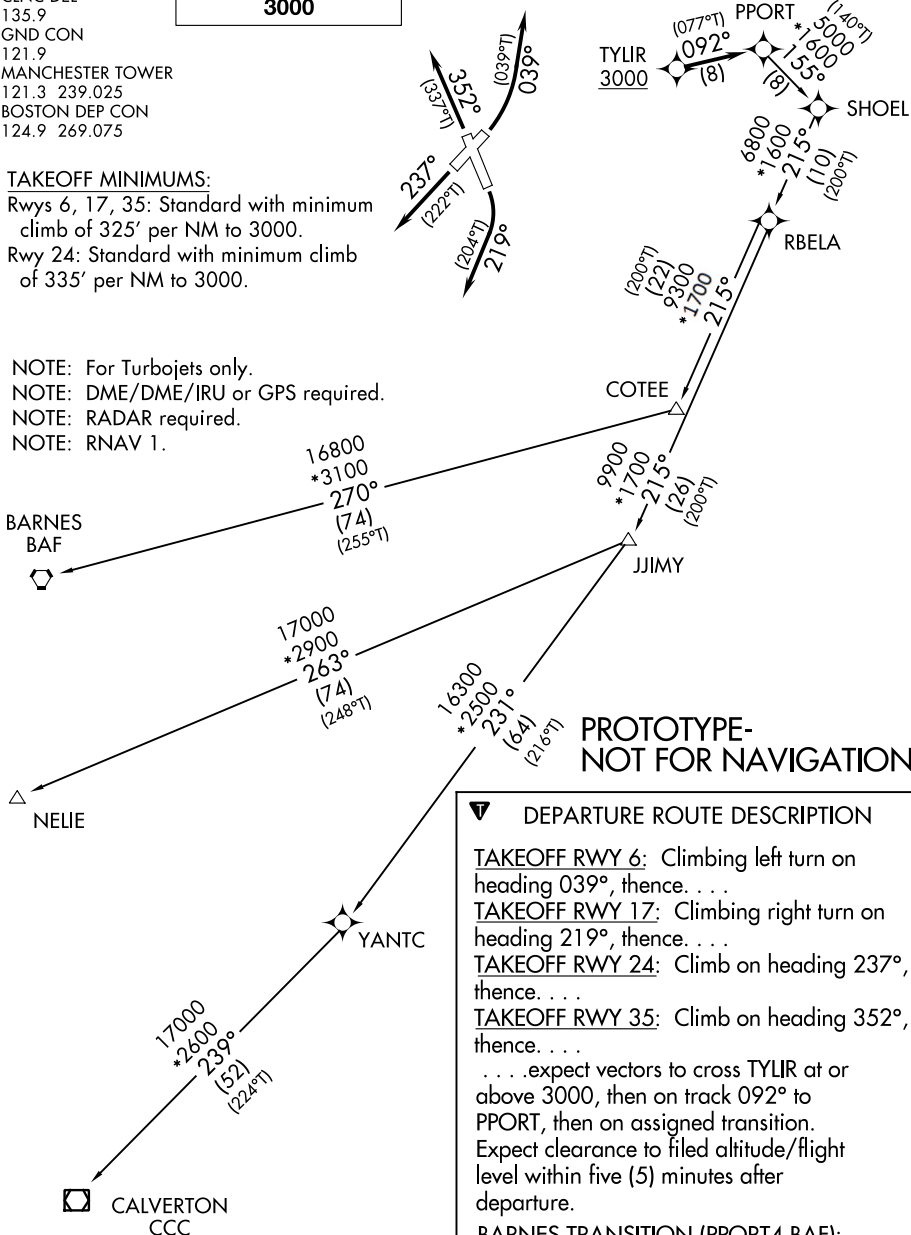 135.9
GND CON
121.9
MANCHESTER TOWER
121.3 239.025
BOSTON DEP CON
124.9 269.075
3000
TAKEOFF MINIMUMS:
Rwys 6, 17, 35: Standard with minimum
climb of 325' per NM to 3000.
Rwy 24: Standard with minimum climb
of 335' per NM to 3000.
NOTE: For Turbojets only.
NOTE: DME/DME/IRU or GPS required.
NOTE: RADAR required.
NOTE: RNAV 1.
352°
(337°T)
(039°T)
039°
237°
(222°T)
(204°T)
219°
TYLIR
3000
(077°T)
092°
(8)
PPORT
(140°T)
5000
*1600
155°
(8)
SHOEL
6800
*1600
215°
(10)
(200°T)
RBELA
(200°T)
(22)
9300
*1700
215°
COTEE
9900
*1700
215°
(26)
(200°T)
JJIMY
16800
*3100
270°
(74)
(255°T)
BARNES
BAF
17000
*2900
263°
(74)
(248°T)
NELIE
16300
*2500
231°
(64)
(216°T)
YANTC
17000
*2600
239°
(52)
(224°T)
CALVERTON
CCC
PROTOTYPE-
NOT FOR NAVIGATION
T DEPARTURE ROUTE DESCRIPTION
TAKEOFF RWY 6: Climbing left turn on
heading 039°, thence. . . .
TAKEOFF RWY 17: Climbing right turn on
heading 219°, thence. . . .
TAKEOFF RWY 24: Climb on heading 237°,
thence. . . .
TAKEOFF RWY 35: Climb on heading 352°,
thence. . . .
. . . .expect vectors to cross TYLIR at or
above 3000, then on track 092° to
PPORT, then on assigned transition.
Expect clearance to filed altitude/flight
level within five (5) minutes after
departure.
BARNES TRANSITION (PPORT4.BAF):